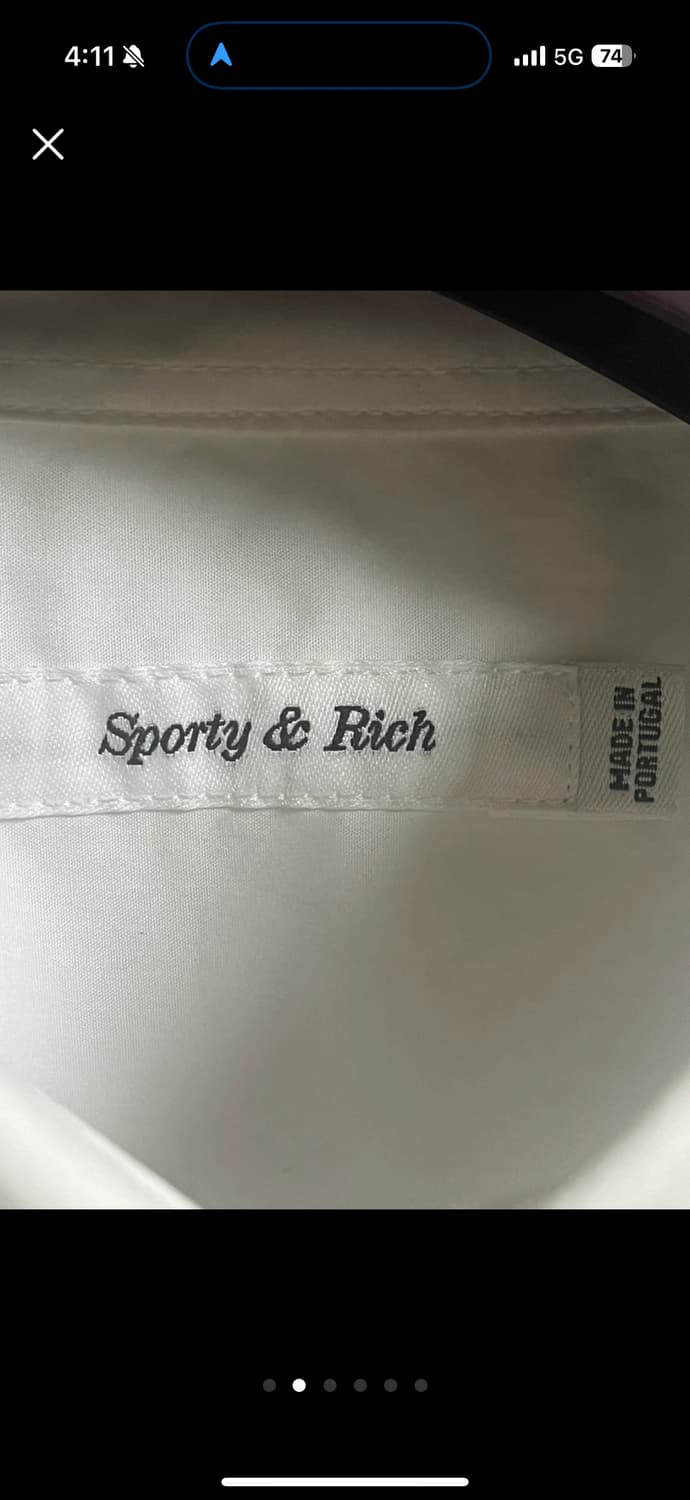 4:11
5G
74
Sporty & Rich
MADE IN
PORTUGAL